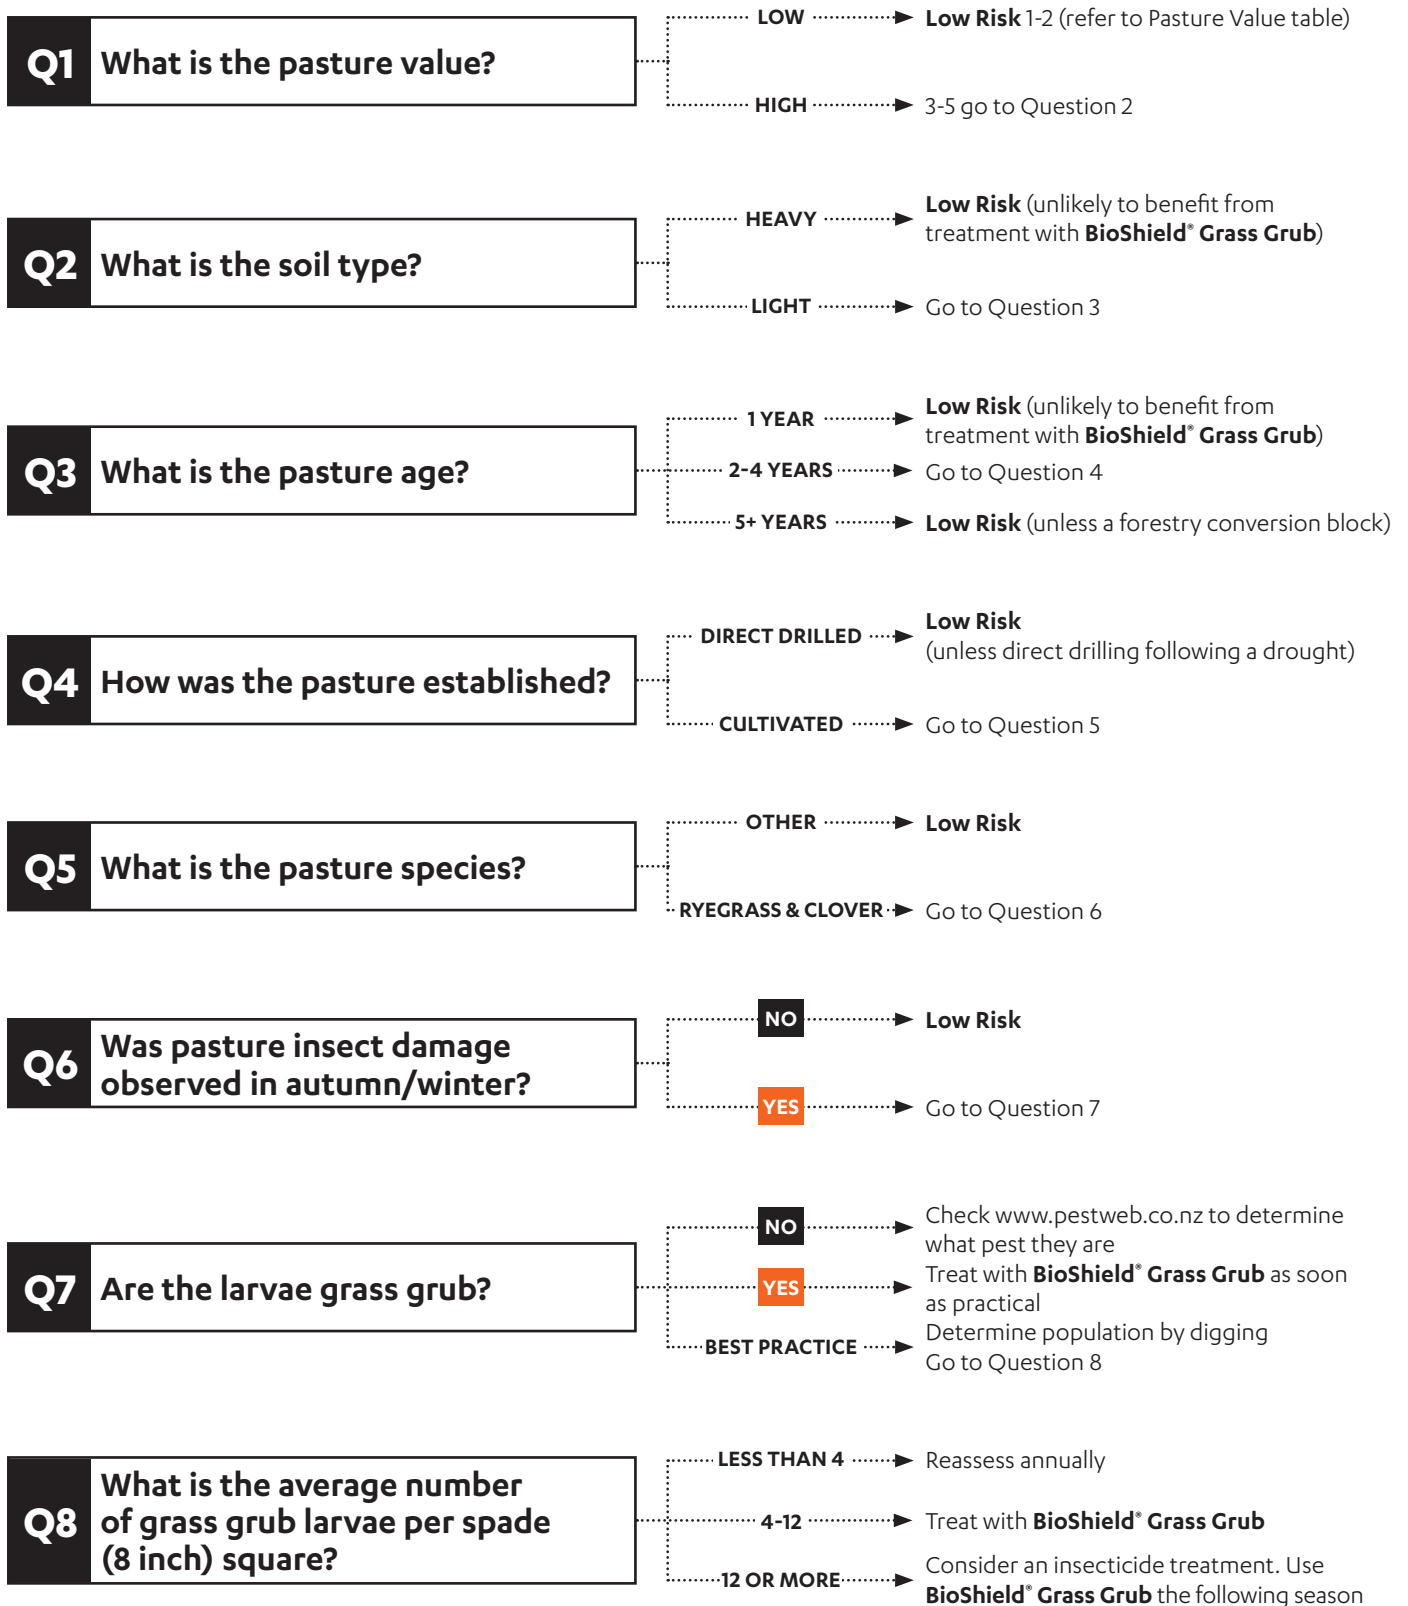 Q1 What is the pasture value?
LOW
Low Risk 1-2 (refer to Pasture Value table)
HIGH
3-5 go to Question 2
Q2 What is the soil type?
HEAVY
Low Risk (unlikely to benefit from
treatment with BioShield® Grass Grub)
LIGHT
Go to Question 3
Q3 What is the pasture age?
1 YEAR
Low Risk (unlikely to benefit from
treatment with BioShield® Grass Grub)
2-4 YEARS
Go to Question 4
5+ YEARS
Low Risk (unless a forestry conversion block)
Q4 How was the pasture established?
DIRECT DRILLED
Low Risk
(unless direct drilling following a drought)
CULTIVATED
Go to Question 5
Q5 What is the pasture species?
OTHER
Low Risk
RYEGRASS & CLOVER
Go to Question 6
Q6 Was pasture insect damage
observed in autumn/winter?
NO
Low Risk
YES
Go to Question 7
Q7 Are the larvae grass grub?
NO
Check www.pestweb.co.nz to determine
what pest they are
YES
Treat with BioShield® Grass Grub as soon
as practical
BEST PRACTICE
Determine population by digging
Go to Question 8
Q8 What is the average number
of grass grub larvae per spade
(8 inch) square?
LESS THAN 4
Reassess annually
4-12
Treat with BioShield® Grass Grub
12 OR MORE
Consider an insecticide treatment. Use
BioShield® Grass Grub the following season